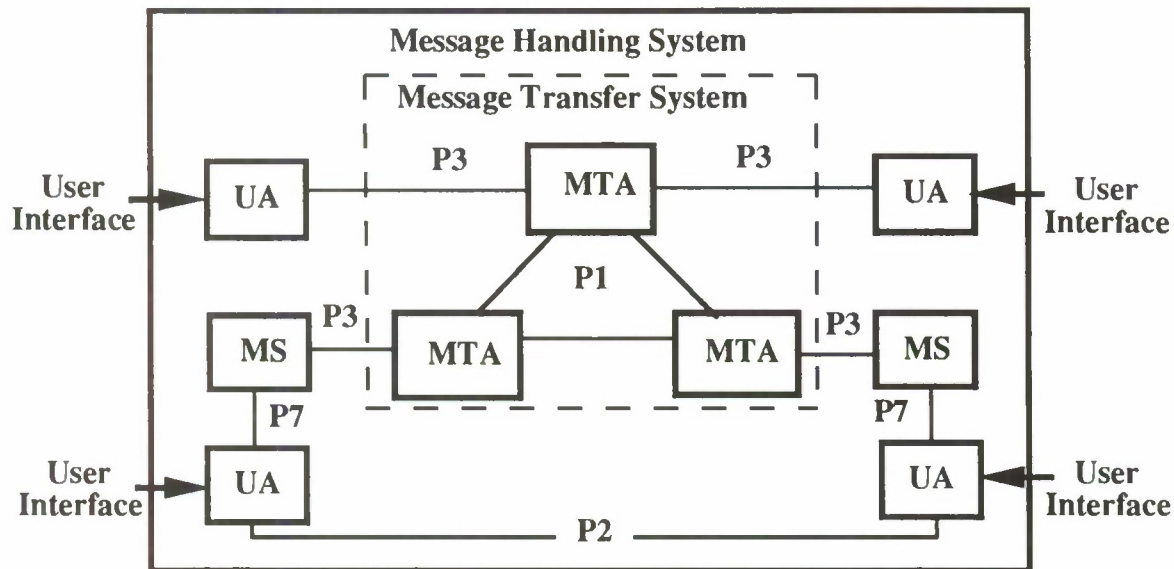 Message Handling System
Message Transfer System
P3
P3
User
Interface
UA
MTA
UA
User
Interface
P1
P3
P3
MS
MTA
MTA
MS
P7
P7
User
Interface
UA
UA
User
Interface
P2